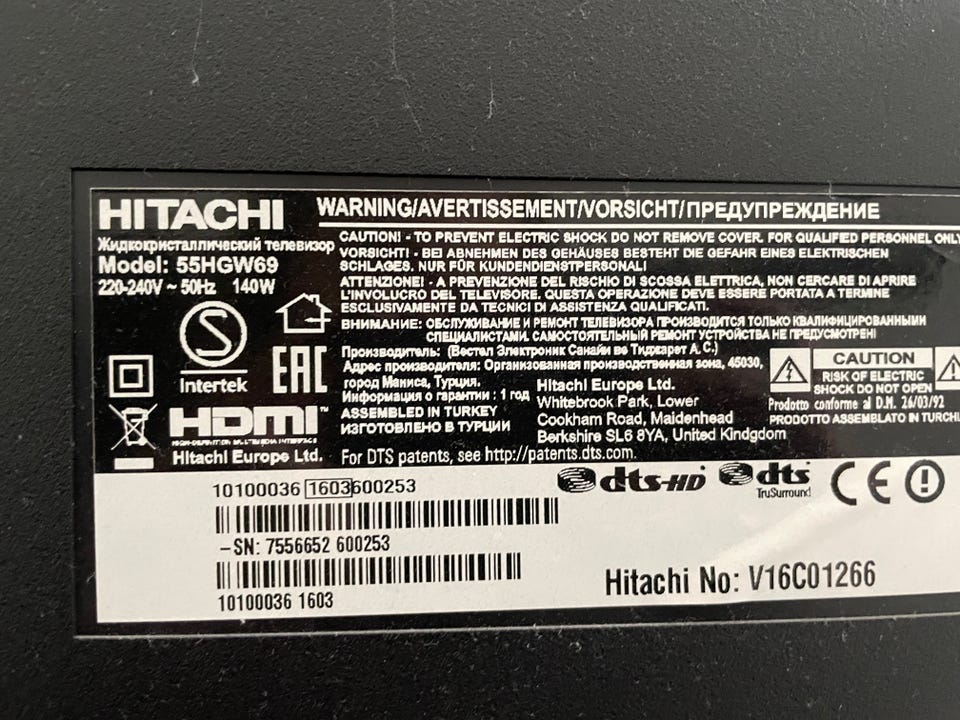 HITACHI
WARNING/AVERTISSEMENT/VORSICHT/ПРЕДУПРЕЖДЕНИЕ
Жидкокристаллический телевизор
Model: 55HGW69
220-240V ~ 50Hz 140W
CAUTION! - TO PREVENT ELECTRIC SHOCK DO NOT REMOVE COVER. FOR QUALIFIED PERSONNEL ONLY
VORSICHT! - BEI ABNEHMEN DES GEHÄUSES BESTEHT DIE GEFAHR EINES ELEKTRISCHEN
SCHLAGES. NUR FÜR KUNDENDIENSTPERSONAL
ATTENZIONE! - A PREVENZIONE DEL RISCHIO DI SCOSSA ELETTRICA, NON CERCARE DI APRIRE
L'INVOLUCRO DEL TELEVISORE. QUESTA OPERAZIONE DEVE ESSERE PORTATA A TERMINE
ESCLUSIVAMENTE DA TECNICI DI ASSISTENZA QUALIFICATI.
ВНИМАНИЕ: ОБСЛУЖИВАНИЕ И РЕМОНТ ТЕЛЕВИЗОРА ПРОИЗВОДИТСЯ ТОЛЬКО КВАЛИФИЦИРОВАННЫМИ
СПЕЦИАЛИСТАМИ. САМОСТОЯТЕЛЬНЫЙ РЕМОНТ УСТРОЙСТВА НЕ ПРЕДУСМОТРЕН!
Производитель: (Вестел Электроник Санайи ве Тиджарет А.С.)
Адрес производителя: Организованная производственная зона, 45030,
город Маниса, Турция.
Информация о гарантии: 1 год
ASSEMBLED IN TURKEY
ИЗГОТОВЛЕНО В ТУРЦИИ
Hitachi Europe Ltd.
Whitebrook Park, Lower
Cookham Road, Maidenhead
Berkshire SL6 8YA, United Kindgdom
CAUTION
RISK OF ELECTRIC
SHOCK DO NOT OPEN
Prodotto conforme al D.M. 26/03/92
PRODOTTO ASSEMBLATO IN TURCHI
S
Intertek
EAC
HDMI™
HIGH-DEFINITION MULTIMEDIA INTERFACE
Hitachi Europe Ltd.
For DTS patents, see http://patents.dts.com.
10100036 1603 600253
dts-HD
dts
TruSurround
CE
-SN: 7556652 600253
10100036 1603
Hitachi No: V16C01266